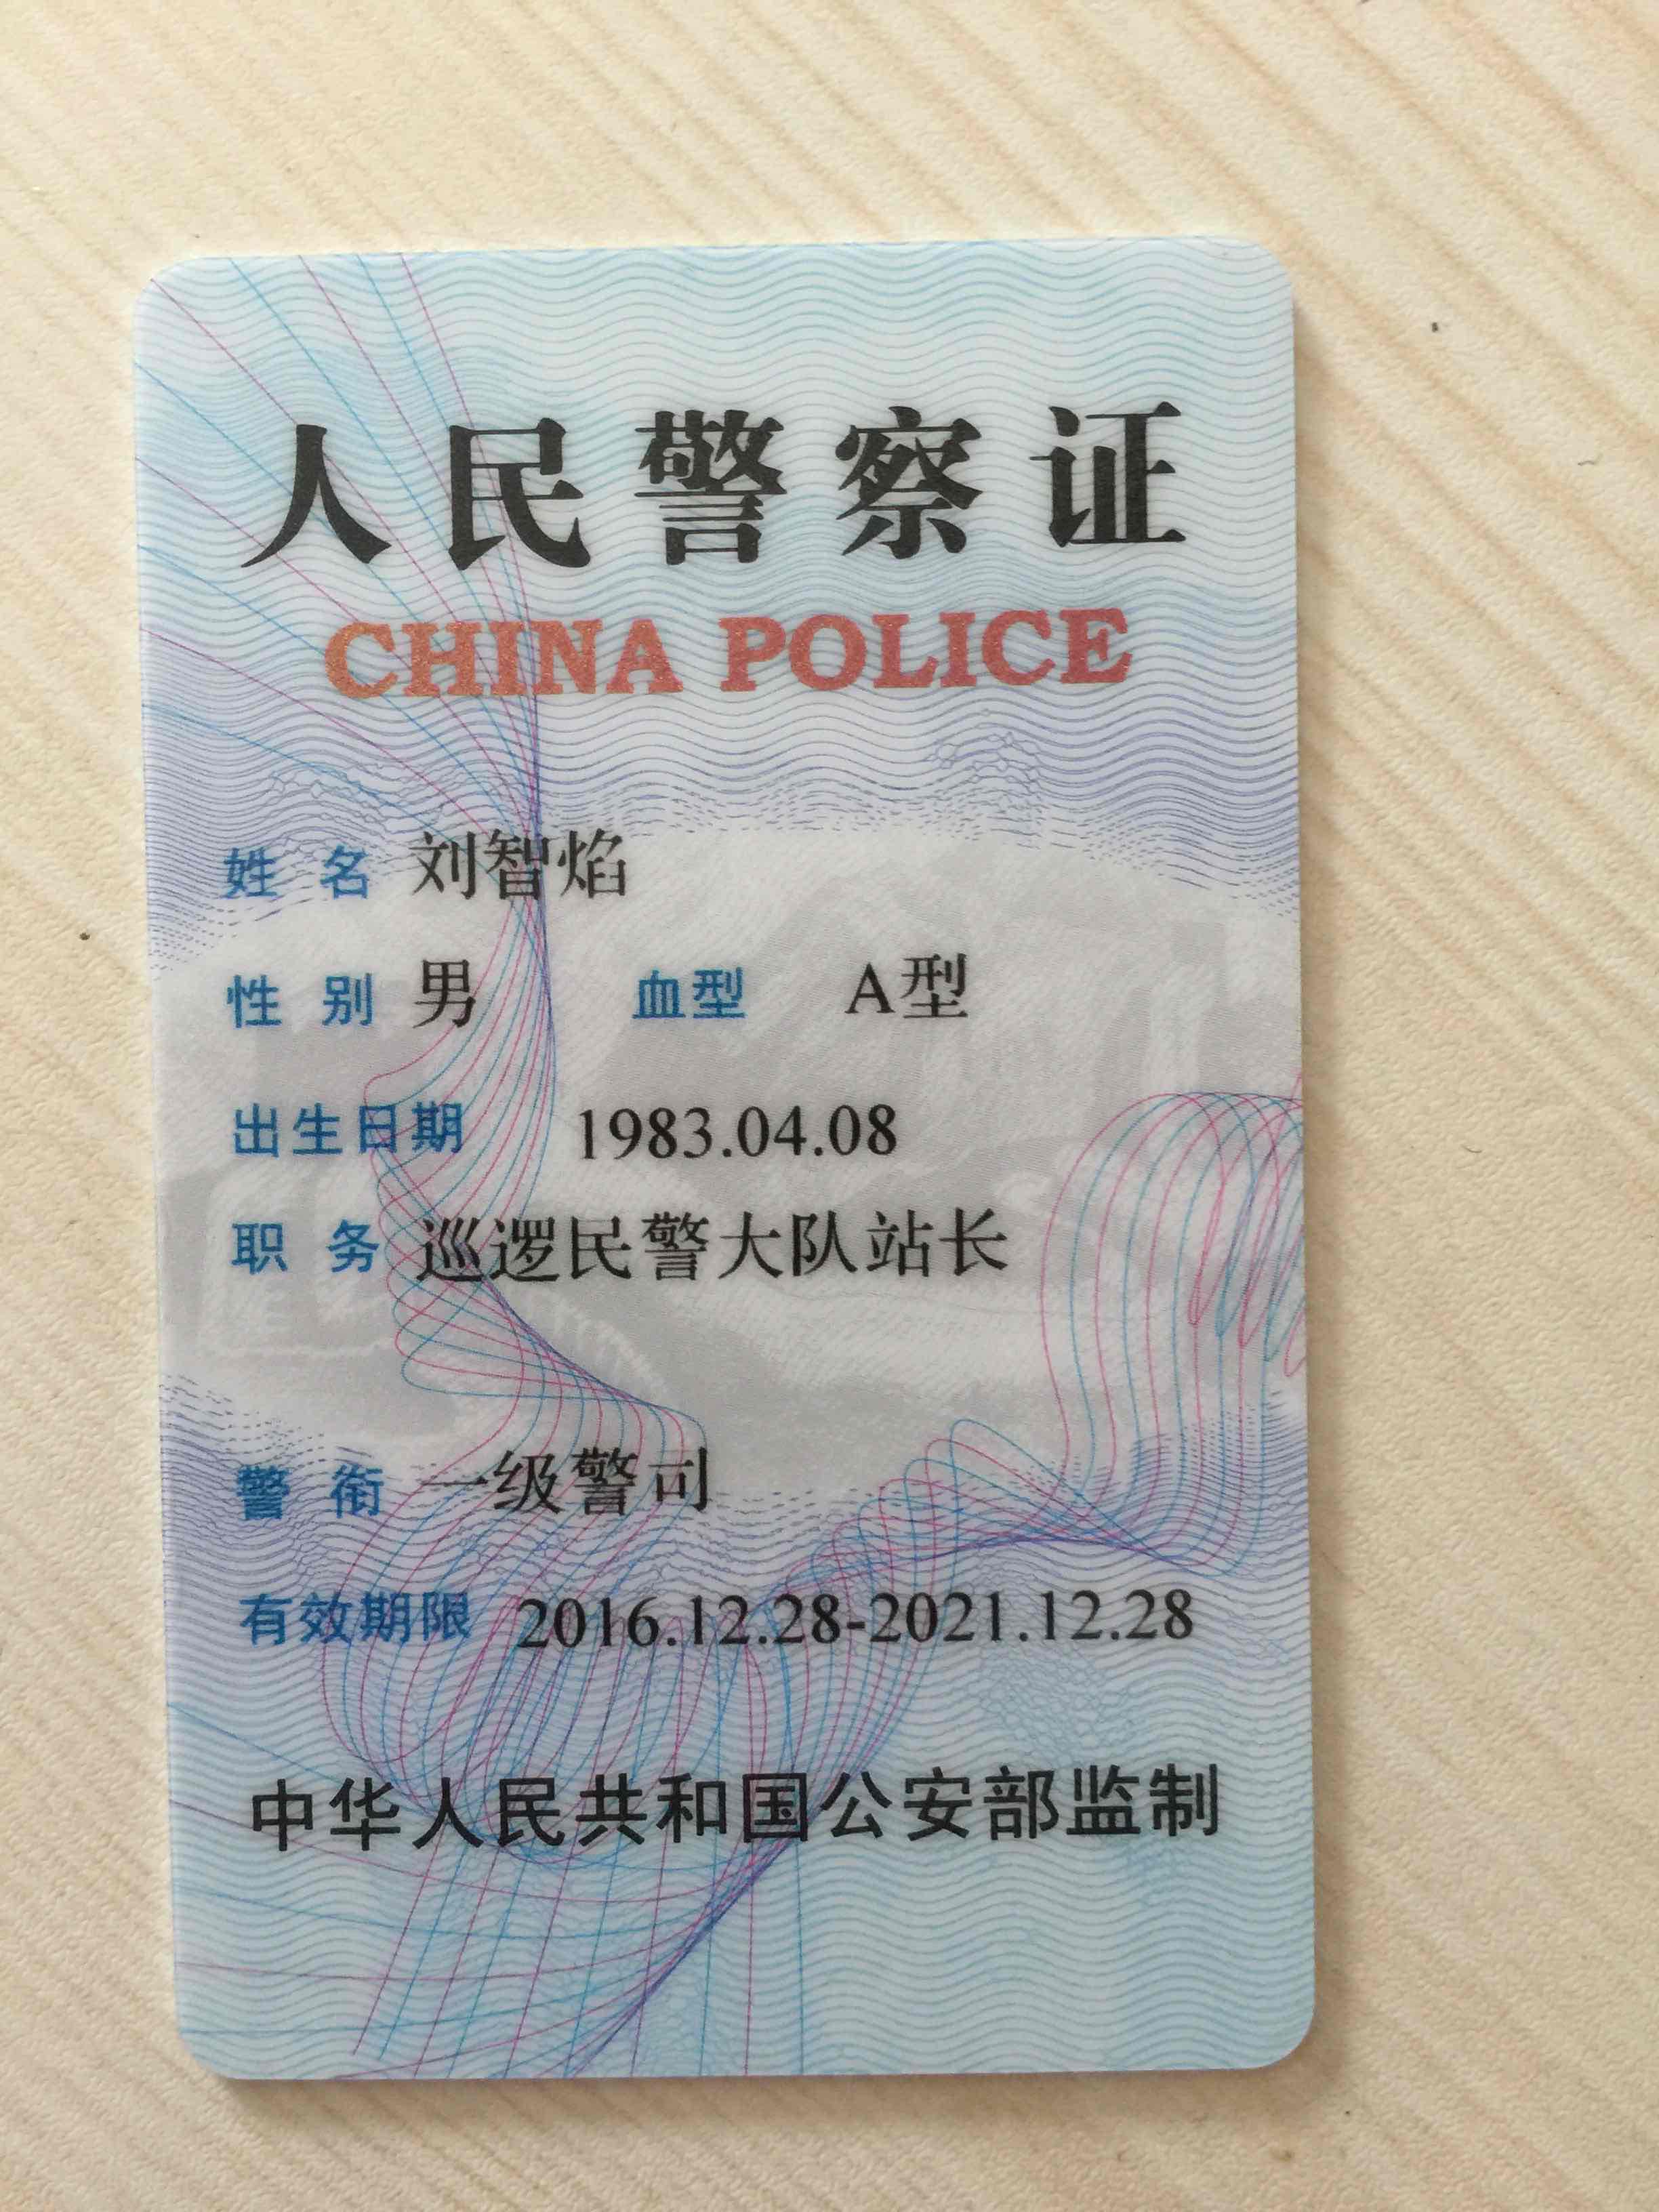 人民警察证
CHINA POLICE
姓名 刘智焰
性别 男 血型 A型
出生日期 1983.04.08
职务 巡逻民警大队站长
警衔 一级警司
有效期限 2016.12.28-2021.12.28
中华人民共和国公安部监制